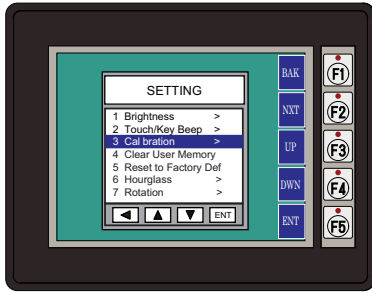 SETTING
1 Brightness >
2 Touch/Key Beep >
3 Cal bration >
4 Clear User Memory
5 Reset to Factory Def
6 Hourglass >
7 Rotation >
ENT
BAK
NXT
UP
DWN
ENT
F1
F2
F3
F4
F5